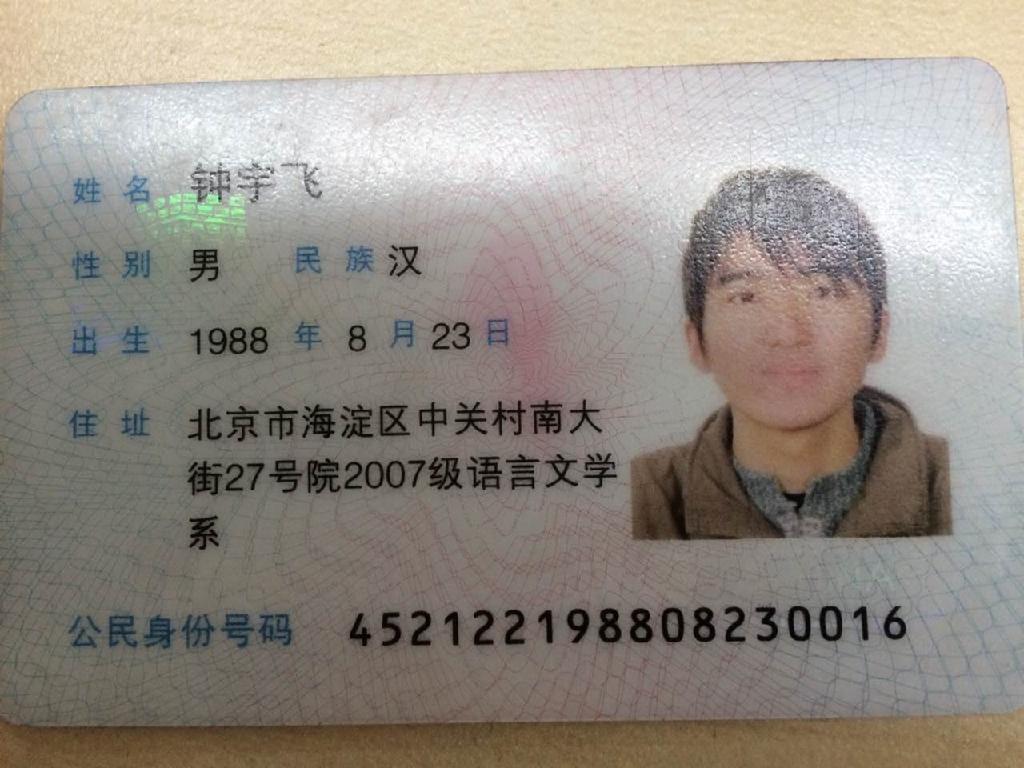 姓名 钟宇飞
性别 男 民族 汉
出生 1988 年 8 月 23 日
住址 北京市海淀区中关村南大
街27号院2007级语言文学
系
公民身份号码 452122198808230016